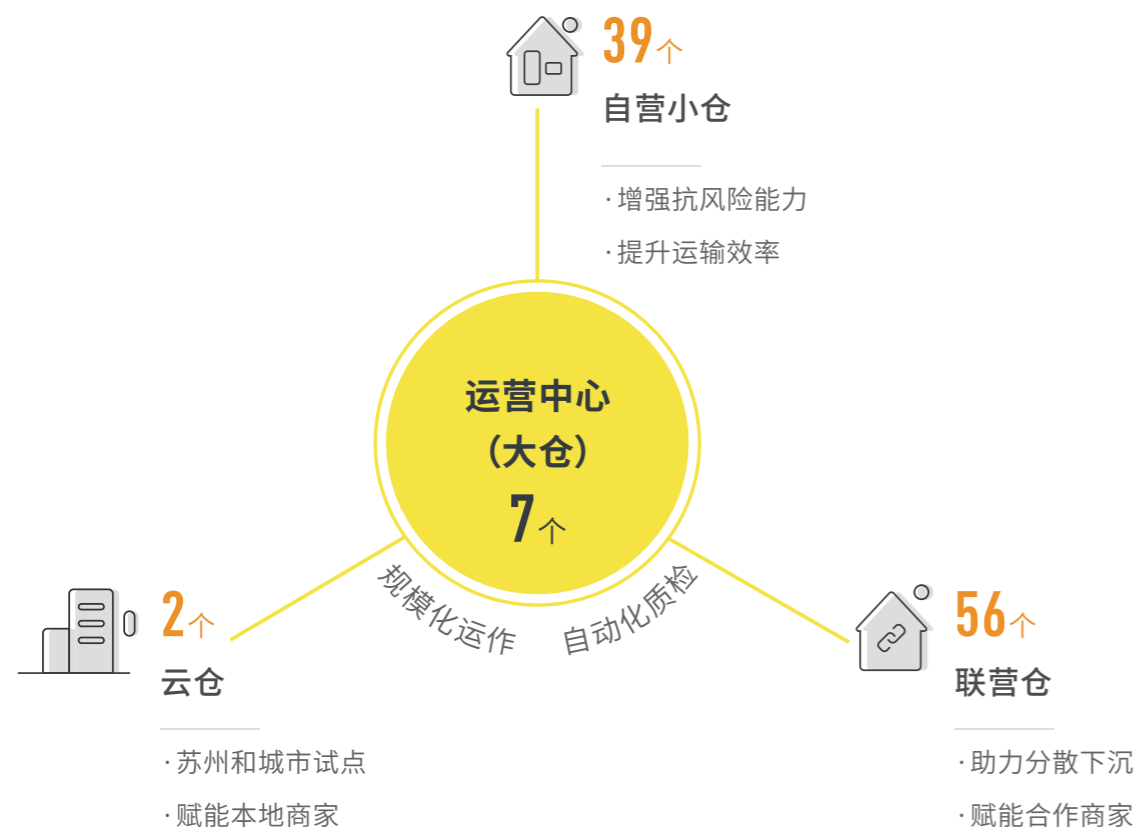 39个
自营小仓
·增强抗风险能力
·提升运输效率
运营中心
（大仓）
7个
规模化运作
自动化质检
2个
云仓
·苏州和城市试点
·赋能本地商家
56个
联营仓
·助力分散下沉
·赋能合作商家